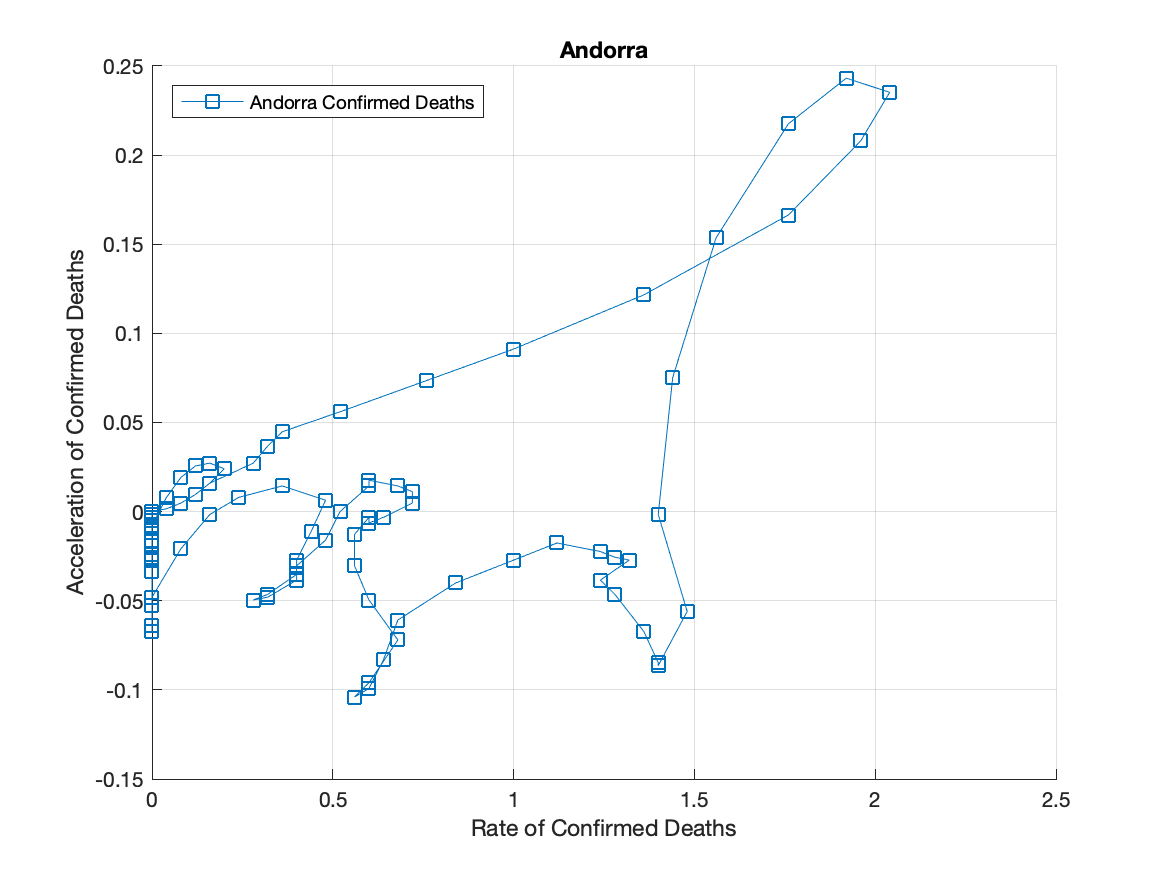 Andorra
Andorra Confirmed Deaths
0.25
0.2
0.15
0.1
0.05
0
-0.05
-0.1
-0.15
0 0.5 1 1.5 2 2.5
Acceleration of Confirmed Deaths
Rate of Confirmed Deaths